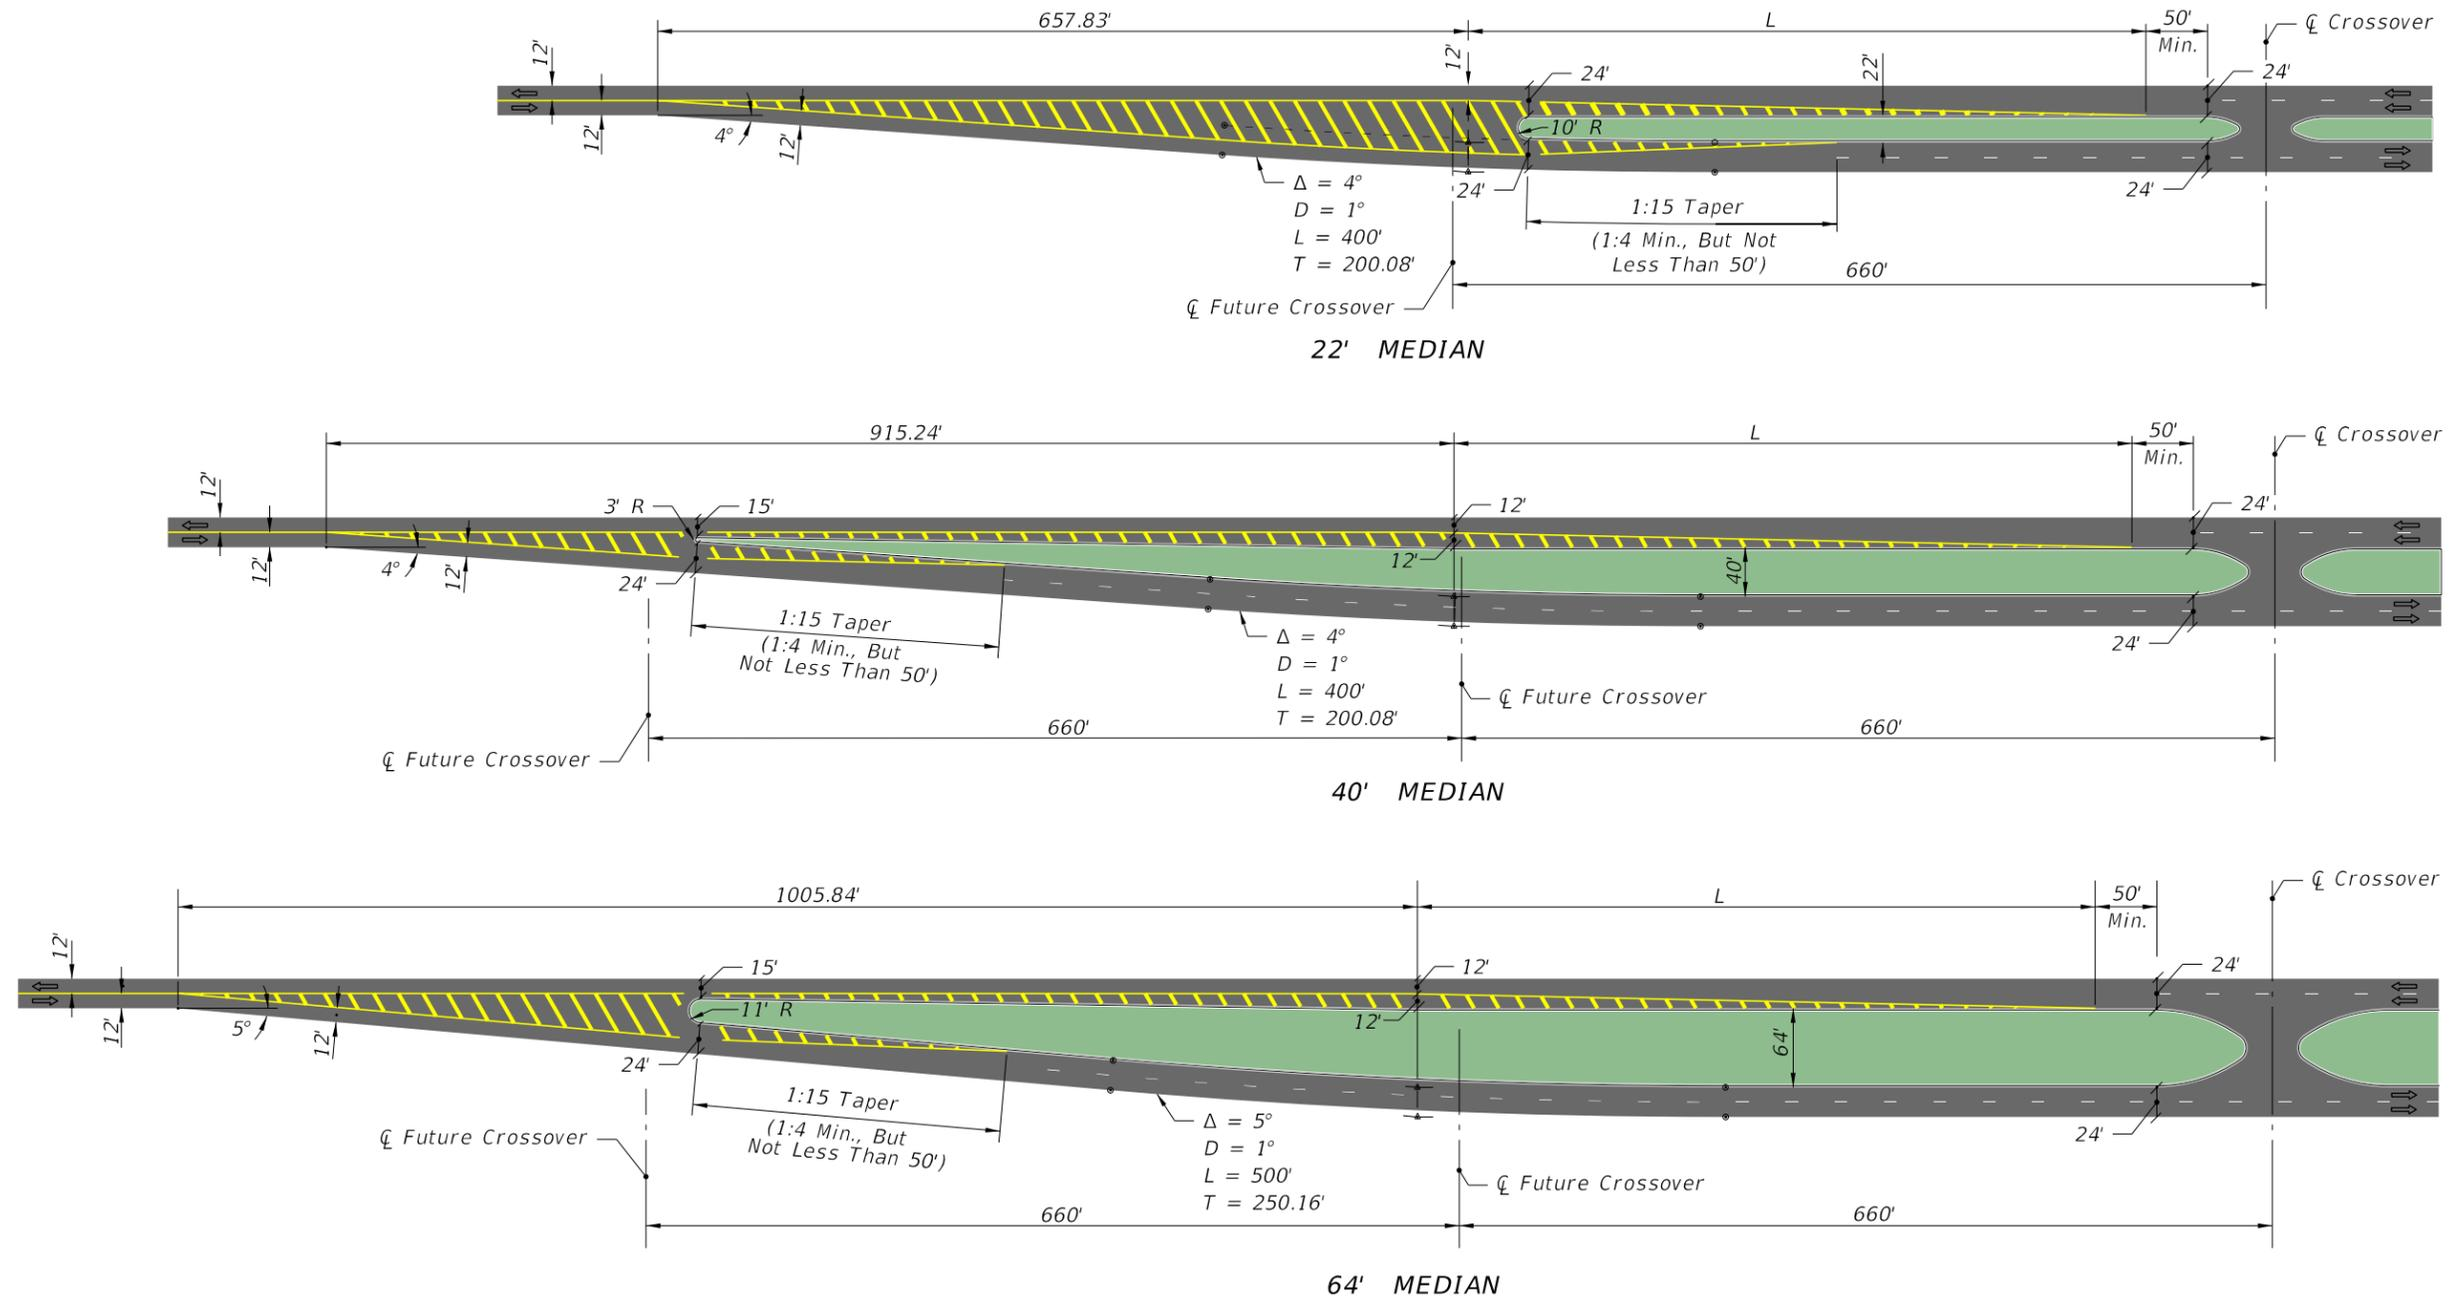 657.83'
L
50'
Min.
℄ Crossover
12'
12'
24'
22'
24'
12'
4°
12'
10' R
24'
24'
Δ = 4°
D = 1°
L = 400'
T = 200.08'
1:15 Taper
(1:4 Min., But Not
Less Than 50')
660'
℄ Future Crossover
22' MEDIAN
915.24'
L
50'
Min.
℄ Crossover
12'
3' R
15'
12'
24'
12'
4°
12'
24'
12'
40'
24'
1:15 Taper
(1:4 Min., But
Not Less Than 50')
Δ = 4°
D = 1°
L = 400'
T = 200.08'
℄ Future Crossover
660'
660'
℄ Future Crossover
40' MEDIAN
1005.84'
L
50'
Min.
℄ Crossover
12'
15'
12'
24'
12'
5°
12'
11' R
24'
12'
64'
24'
1:15 Taper
(1:4 Min., But
Not Less Than 50')
Δ = 5°
D = 1°
L = 500'
T = 250.16'
℄ Future Crossover
℄ Future Crossover
660'
660'
64' MEDIAN